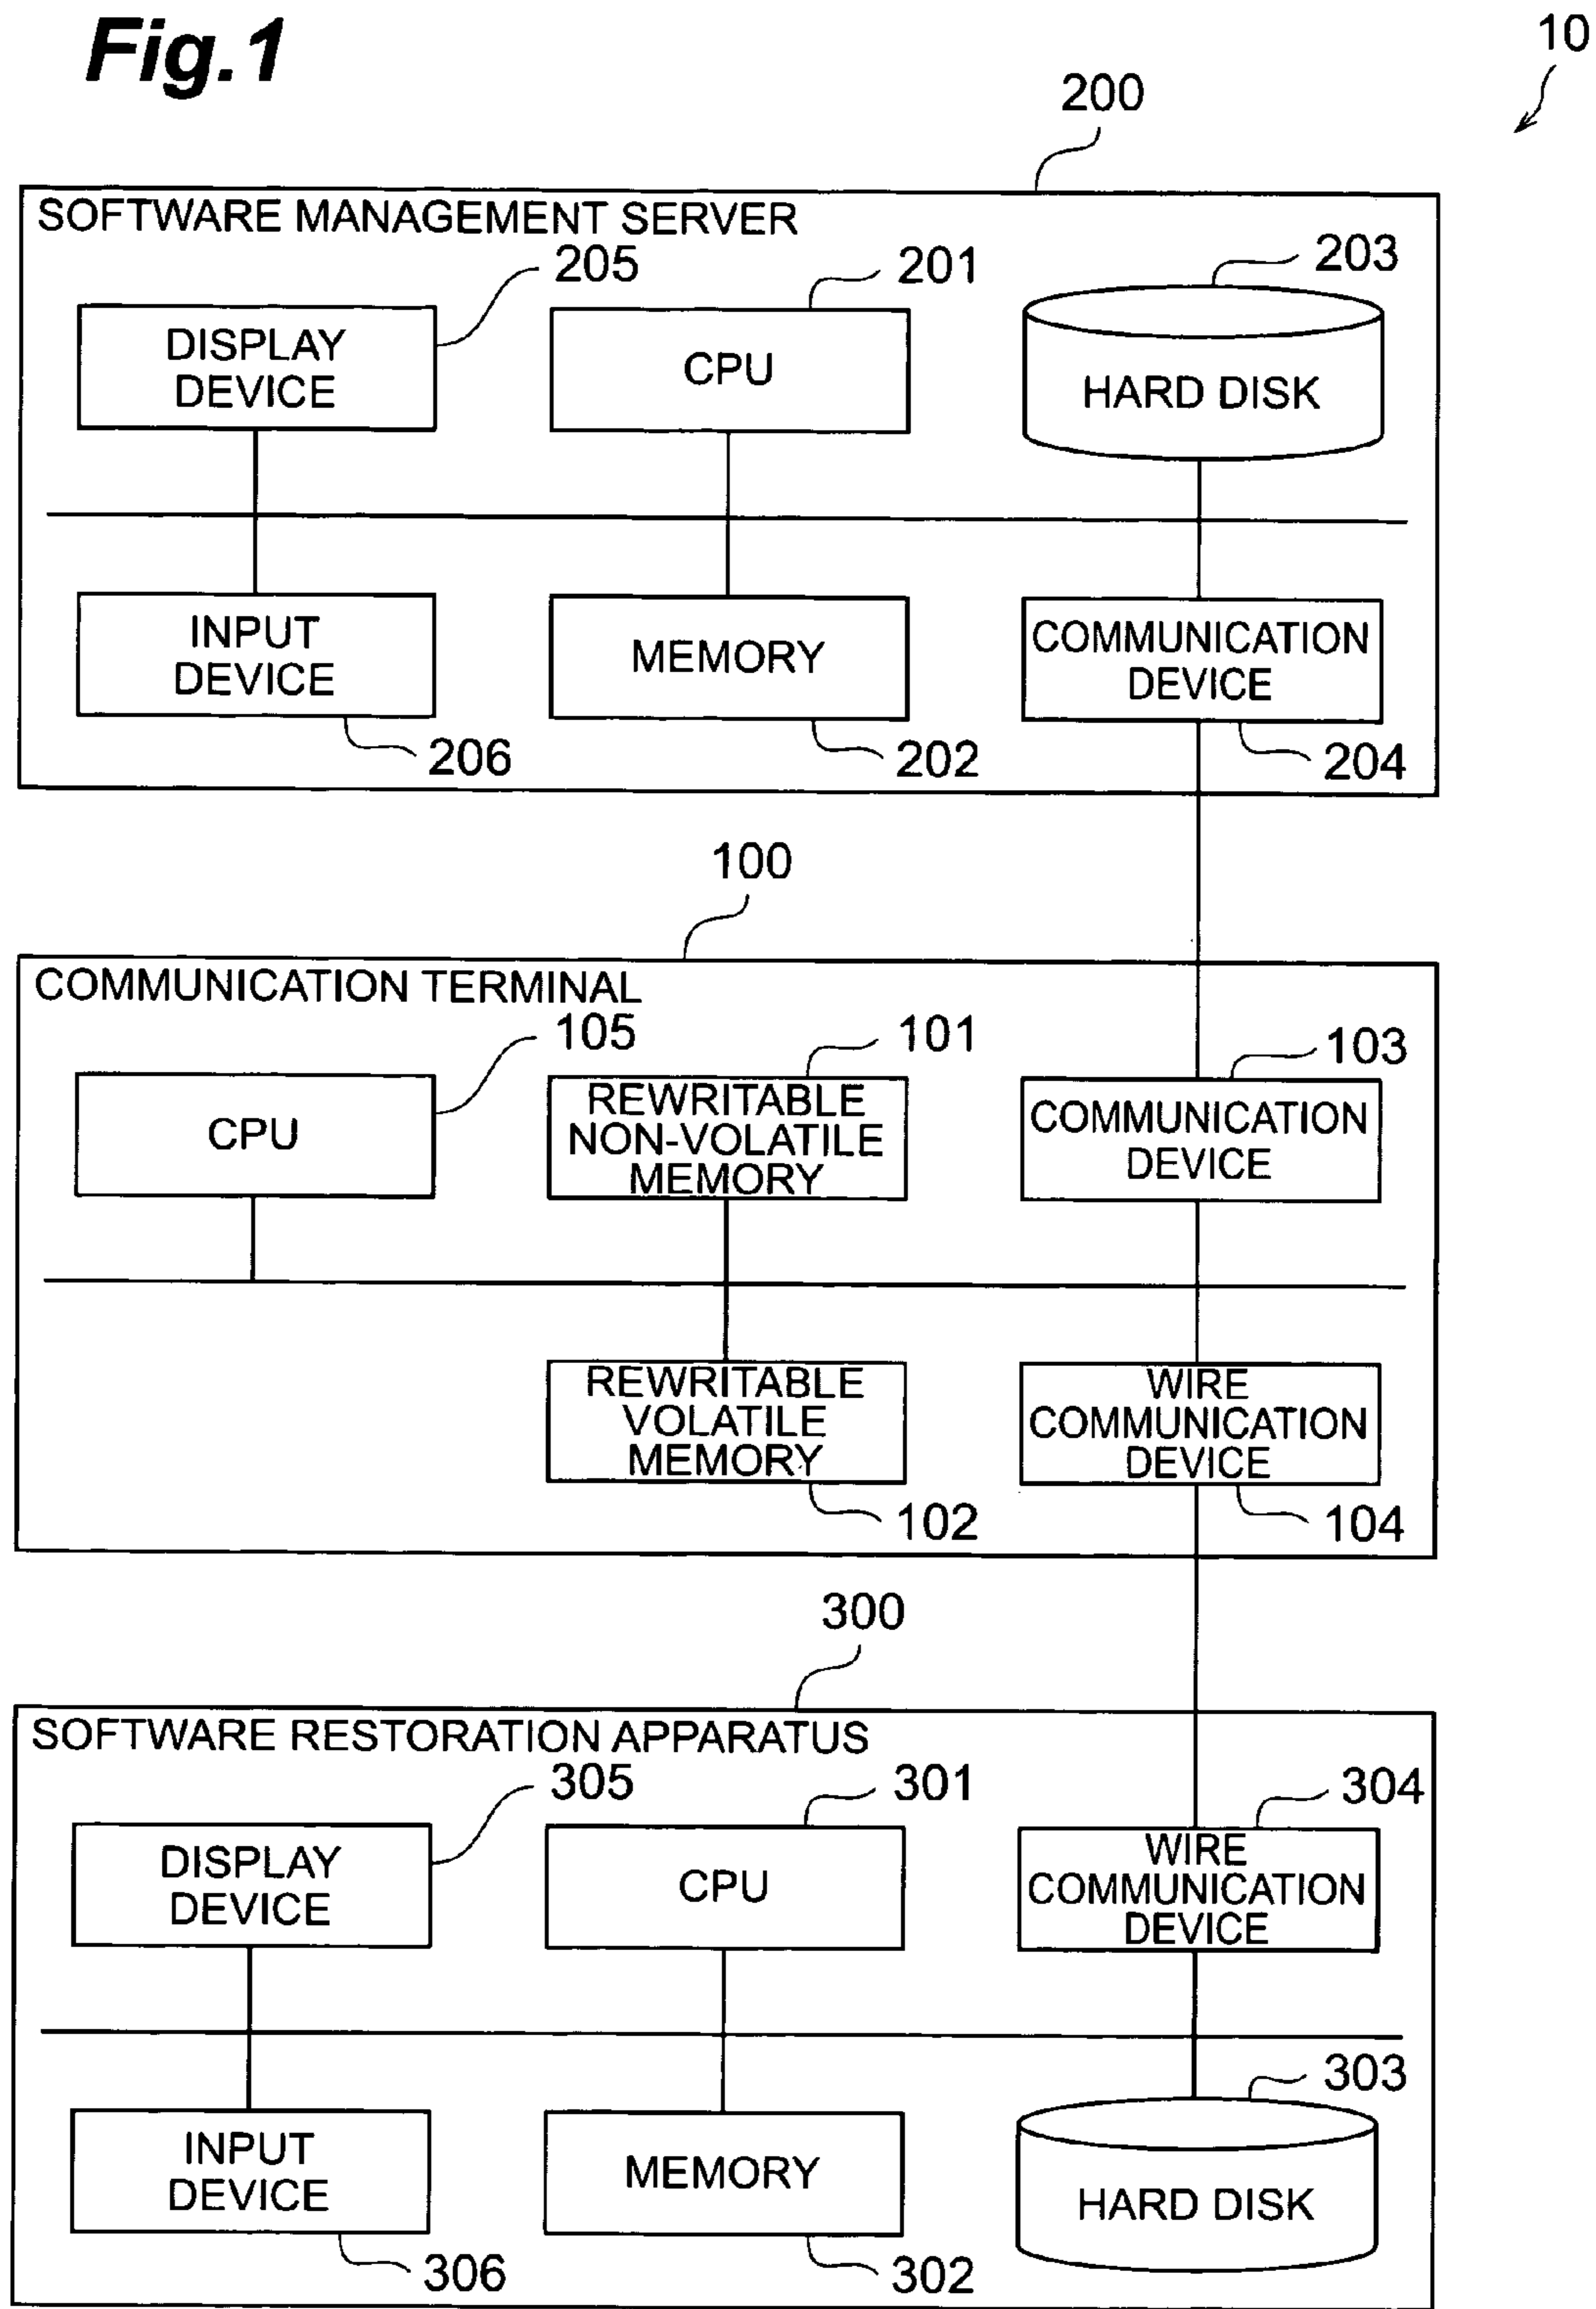 Fig.1
10
200
SOFTWARE MANAGEMENT SERVER
205
201
203
DISPLAY
DEVICE
CPU
HARD DISK
INPUT
DEVICE
MEMORY
COMMUNICATION
DEVICE
206
202
204
100
COMMUNICATION TERMINAL
105
101
103
CPU
REWRITABLE
NON-VOLATILE
MEMORY
COMMUNICATION
DEVICE
REWRITABLE
VOLATILE
MEMORY
WIRE
COMMUNICATION
DEVICE
102
104
300
SOFTWARE RESTORATION APPARATUS
305
301
304
DISPLAY
DEVICE
CPU
WIRE
COMMUNICATION
DEVICE
303
INPUT
DEVICE
MEMORY
HARD DISK
306
302